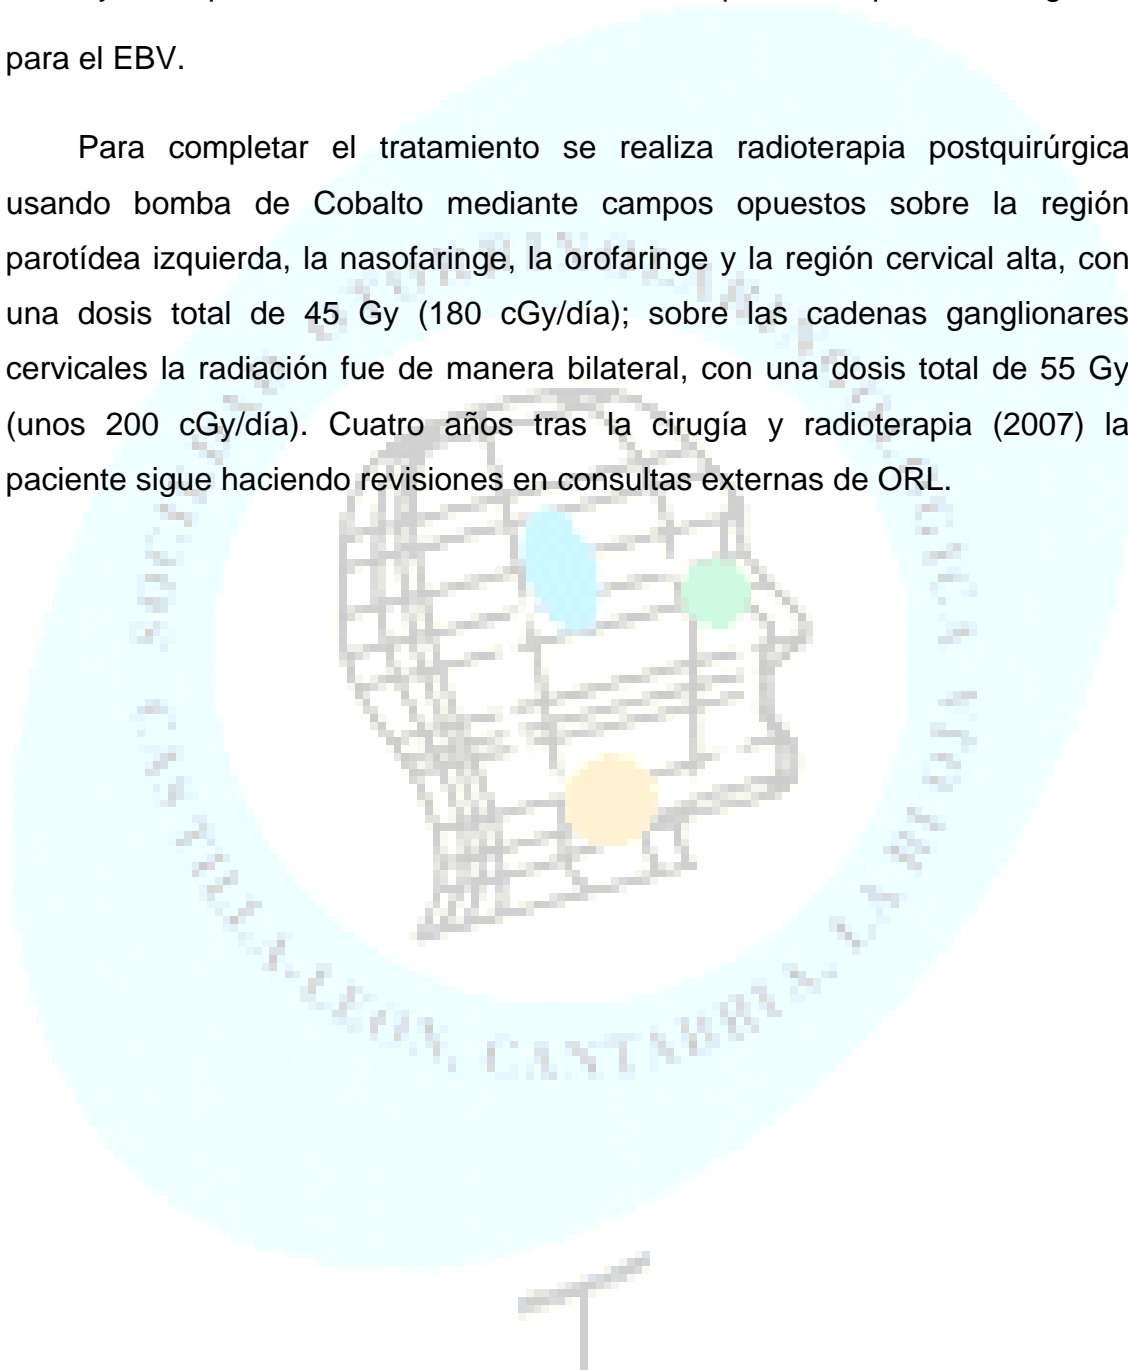 para el EBV.
Para completar el tratamiento se realiza radioterapia postquirúrgica
usando bomba de Cobalto mediante campos opuestos sobre la región
parotídea izquierda, la nasofaringe, la orofaringe y la región cervical alta, con
una dosis total de 45 Gy (180 cGy/día); sobre las cadenas ganglionares
cervicales la radiación fue de manera bilateral, con una dosis total de 55 Gy
(unos 200 cGy/día). Cuatro años tras la cirugía y radioterapia (2007) la
paciente sigue haciendo revisiones en consultas externas de ORL.
CANTABRIA, LA RIOJA